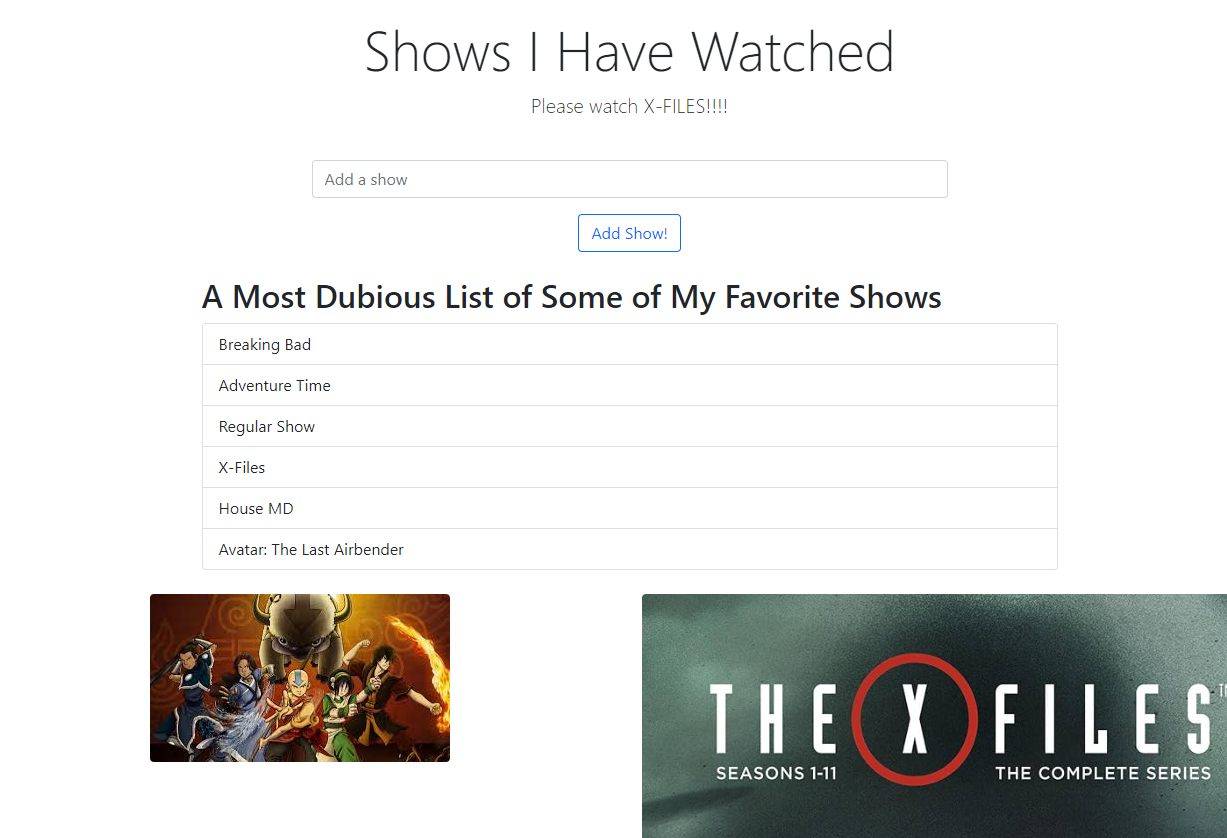 Shows I Have Watched
Please watch X-FILES!!!!
Add a show
Add Show!
A Most Dubious List of Some of My Favorite Shows
Breaking Bad
Adventure Time
Regular Show
X-Files
House MD
Avatar: The Last Airbender
THE X FILES
SEASONS 1-11 THE COMPLETE SERIES